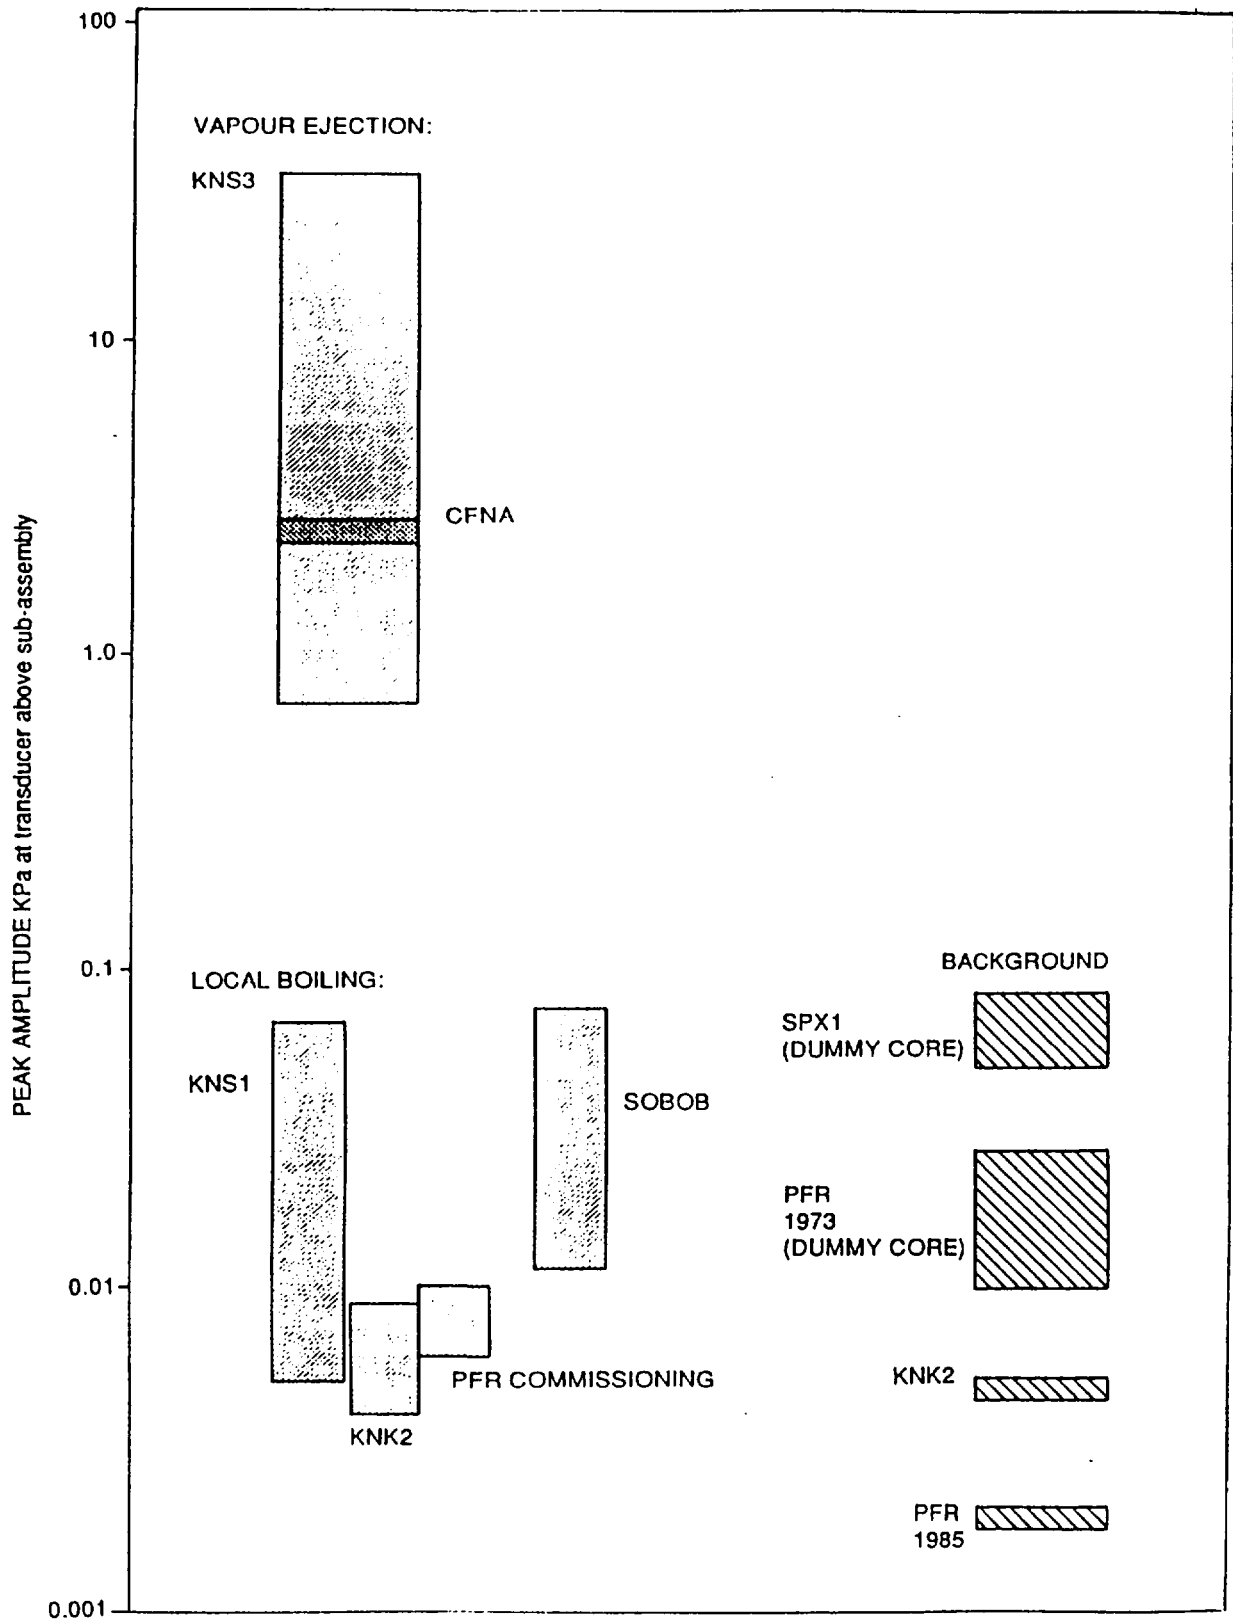 100
VAPOUR EJECTION:
KNS3
10
CFNA
1.0
PEAK AMPLITUDE KPa at transducer above sub-assembly
0.1
LOCAL BOILING:
KNS1
SOBOB
BACKGROUND
SPX1
(DUMMY CORE)
PFR
1973
(DUMMY CORE)
0.01
PFR COMMISSIONING
KNK2
KNK2
PFR
1985
0.001